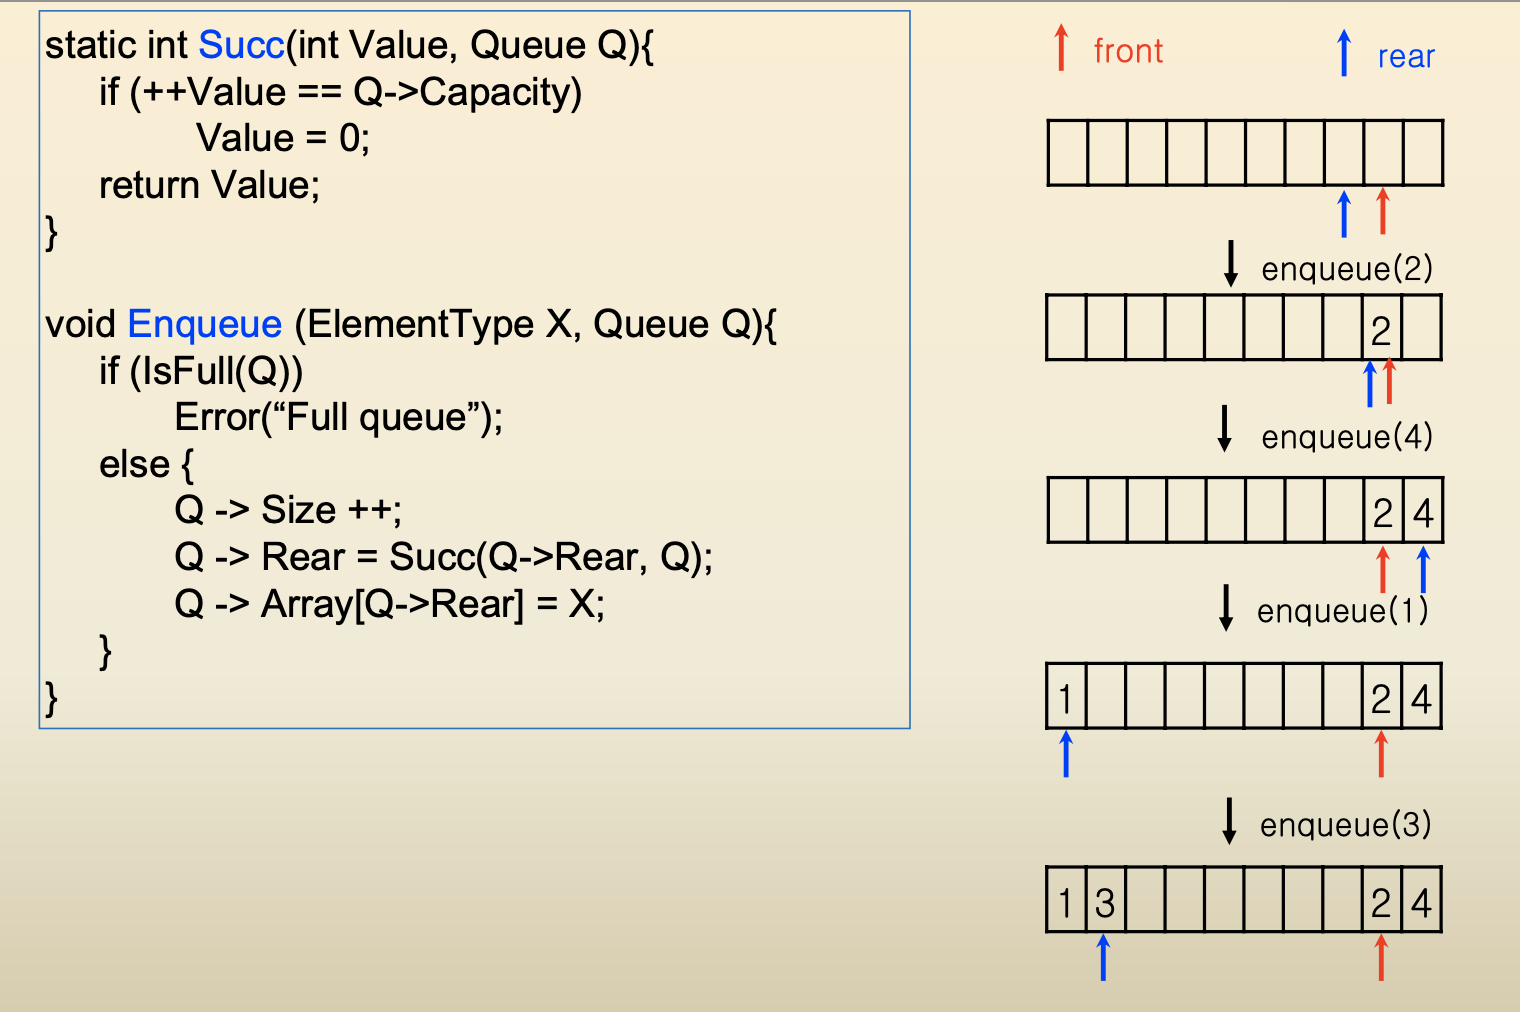 static int Succ(int Value, Queue Q){
if (++Value == Q->Capacity)
Value = 0;
return Value;
}
void Enqueue (ElementType X, Queue Q){
if (IsFull(Q))
Error(“Full queue”);
else {
Q -> Size ++;
Q -> Rear = Succ(Q->Rear, Q);
Q -> Array[Q->Rear] = X;
}
}
front
rear
enqueue(2)
2
enqueue(4)
2 4
enqueue(1)
1 2 4
enqueue(3)
1 3 2 4